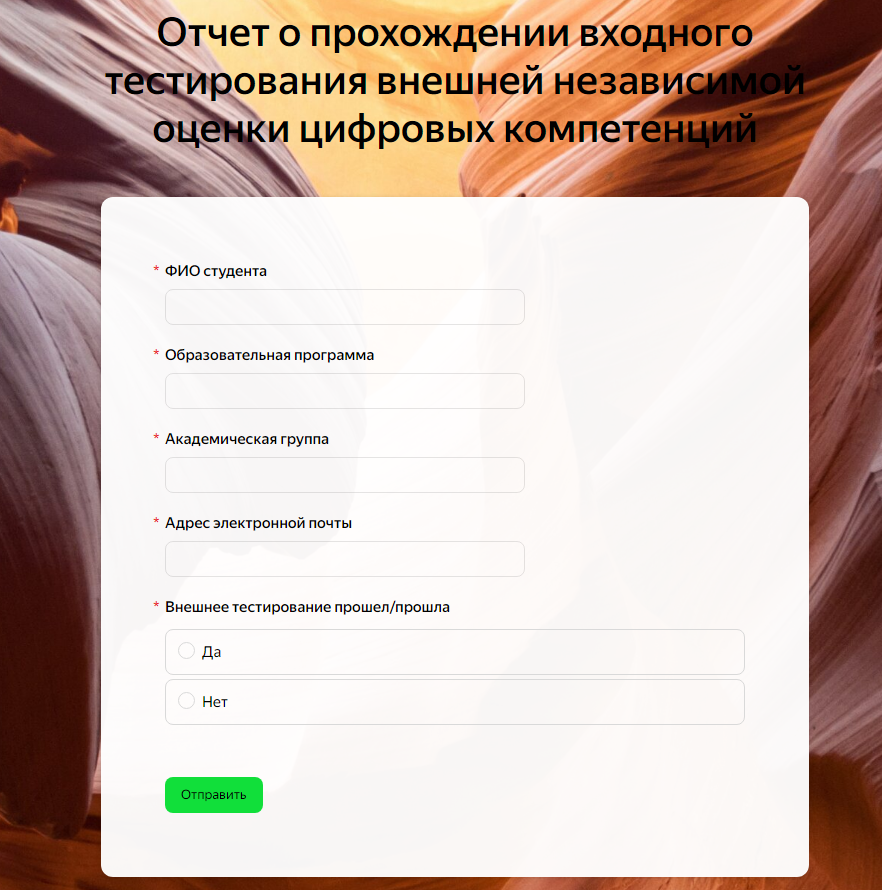 Отчет о прохождении входного
тестирования внешней независимой
оценки цифровых компетенций
* ФИО студента
* Образовательная программа
* Академическая группа
* Адрес электронной почты
* Внешнее тестирование прошел/прошла
Да
Нет
Отправить